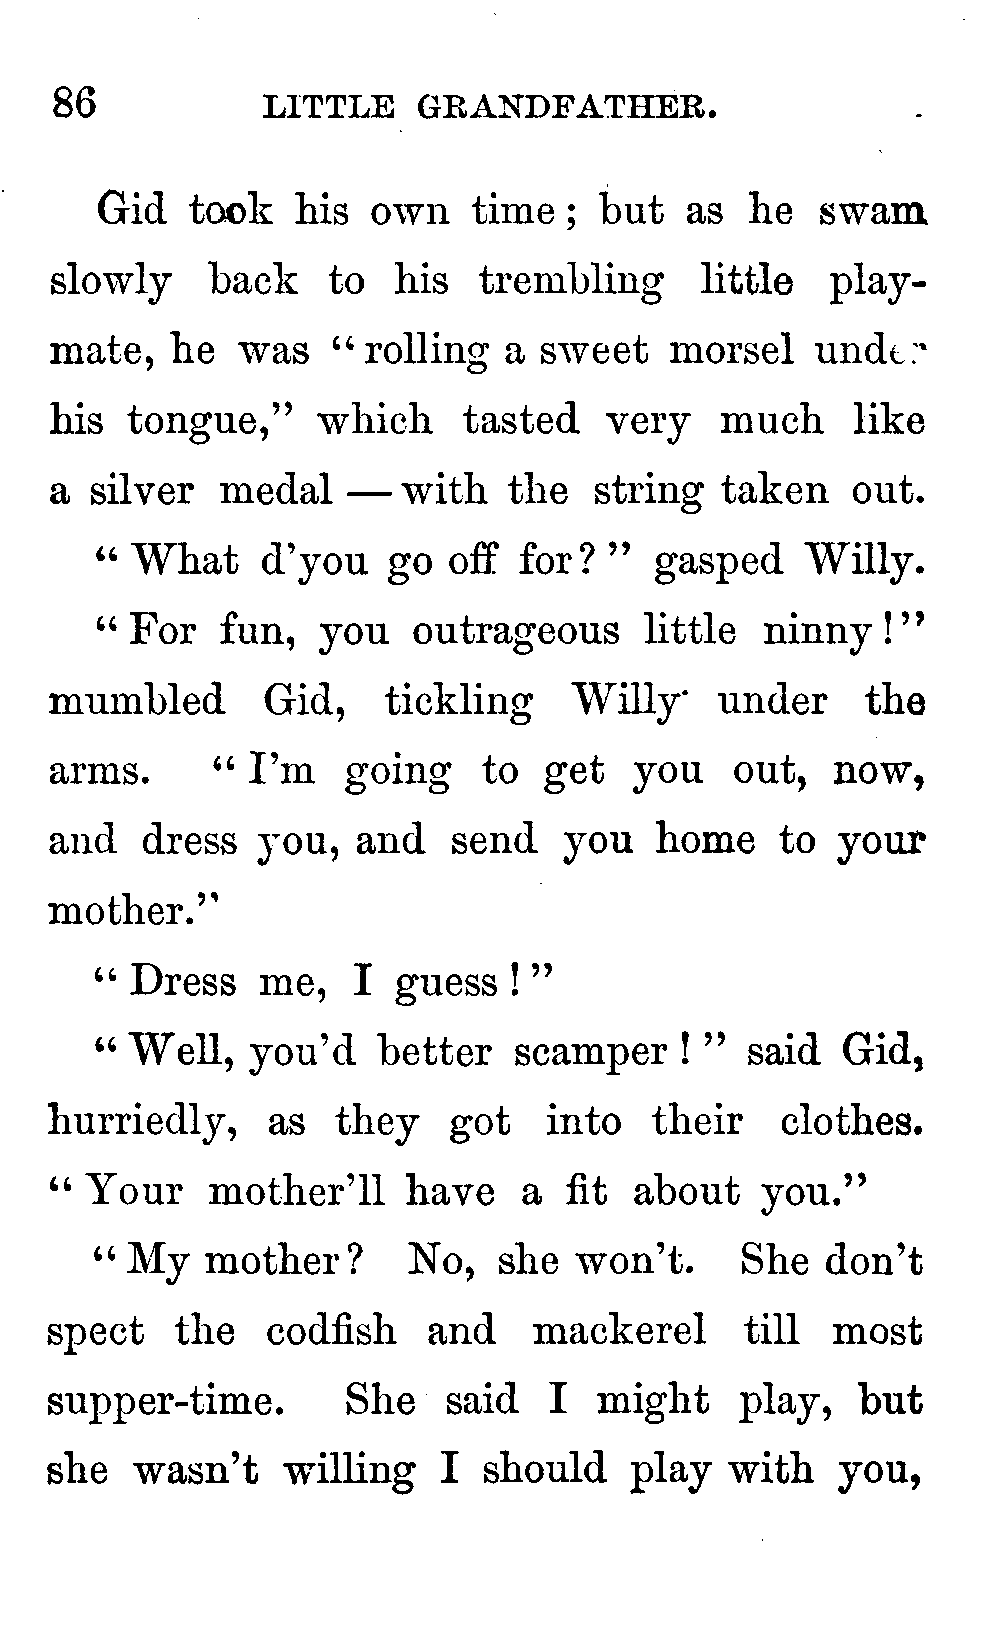 86 LITTLE GRANDFATHER.
Gid took his own time; but as he swam
slowly back to his trembling little play-
mate, he was "rolling a sweet morsel under
his tongue," which tasted very much like
a silver medal — with the string taken out.
"What d'you go off for?" gasped Willy.
"For fun, you outrageous little ninny!"
mumbled Gid, tickling Willy under the
arms. "I'm going to get you out, now,
and dress you, and send you home to your
mother."
"Dress me, I guess!"
"Well, you'd better scamper!" said Gid,
hurriedly, as they got into their clothes.
"Your mother'll have a fit about you."
"My mother? No, she won't. She don't
spect the codfish and mackerel till most
supper-time. She said I might play, but
she wasn't willing I should play with you,